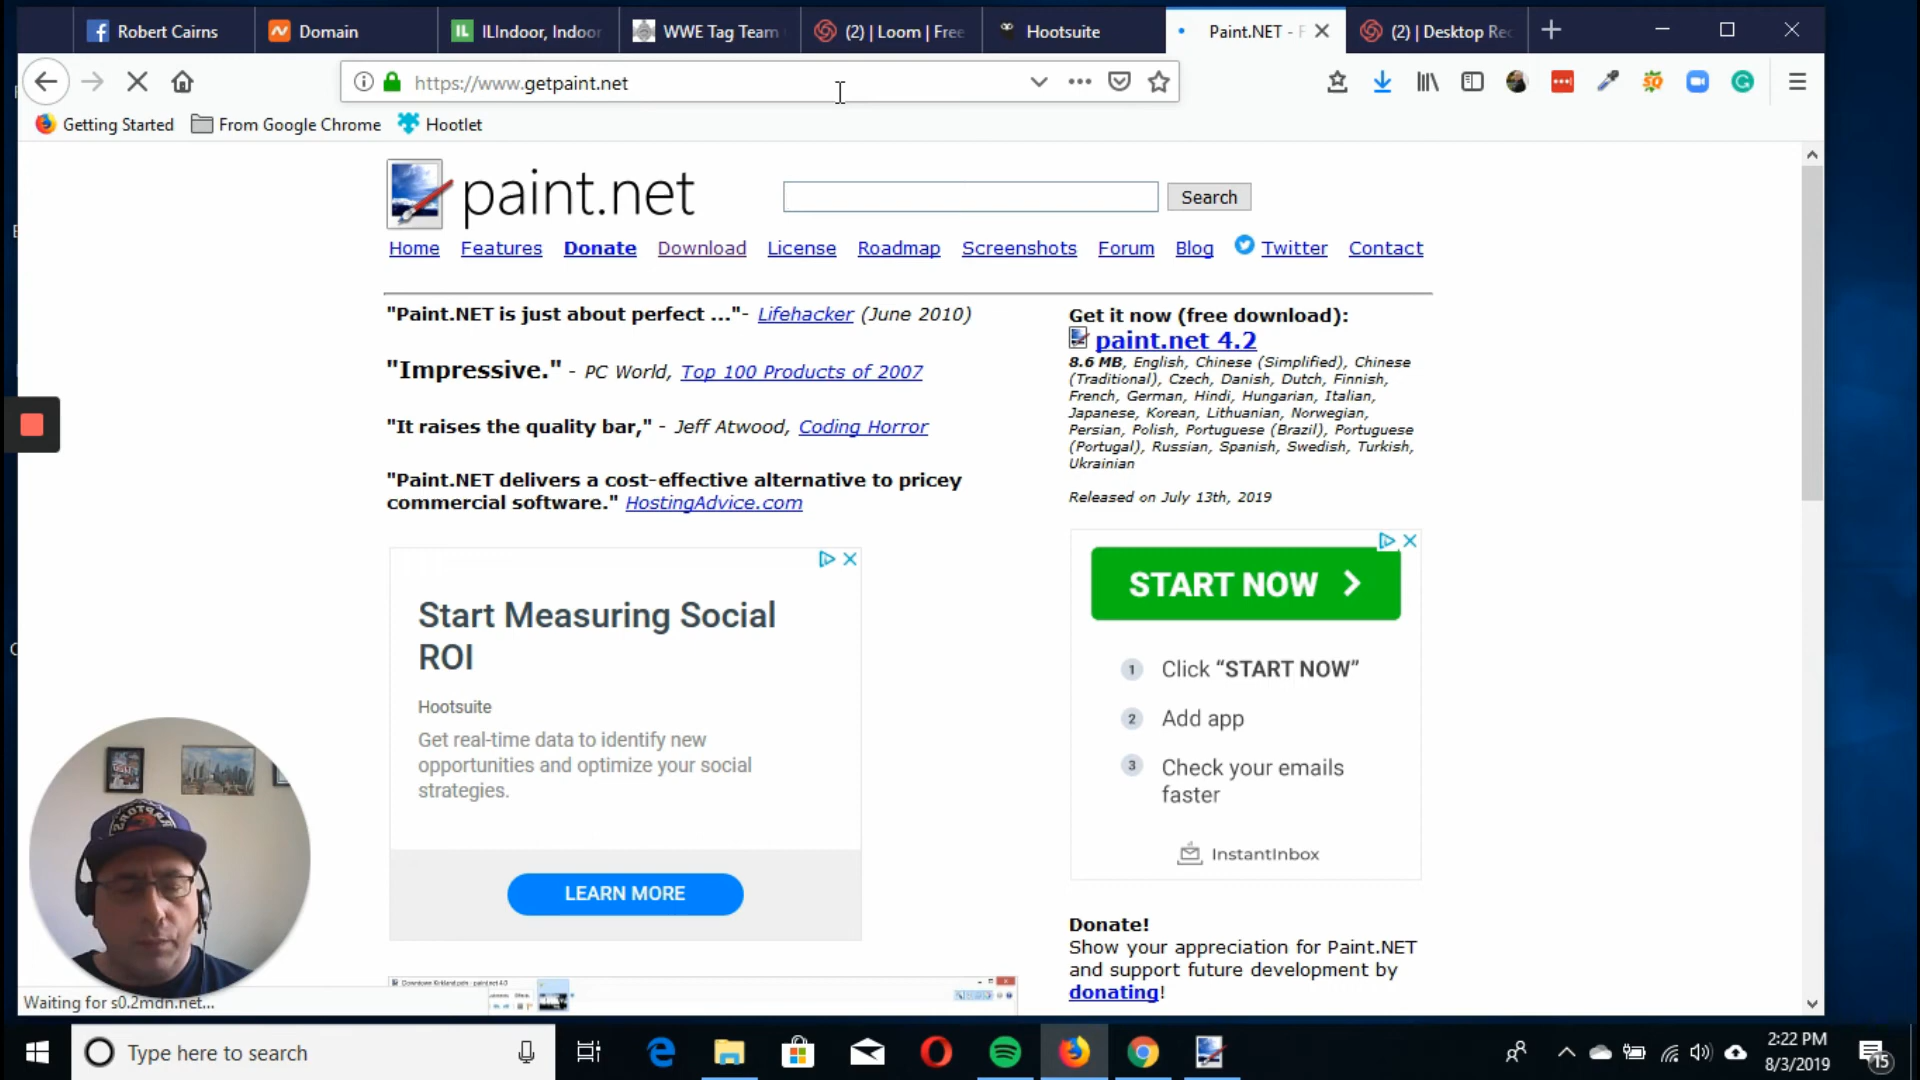 Robert Cairns
Domain
ILIndoor, Indoor
WWE Tag Team
(2) | Loom | Free
Hootsuite
Paint.NET - F
(2) | Desktop Rec
https://www.getpaint.net
Getting Started
From Google Chrome
Hootlet
paint.net
Search
Home
Features
Donate
Download
License
Roadmap
Screenshots
Forum
Blog
Twitter
Contact
"Paint.NET is just about perfect ..."- Lifehacker (June 2010)
"Impressive." - PC World, Top 100 Products of 2007
"It raises the quality bar," - Jeff Atwood, Coding Horror
"Paint.NET delivers a cost-effective alternative to pricey
commercial software." HostingAdvice.com
Get it now (free download):
paint.net 4.2
8.6 MB, English, Chinese (Simplified), Chinese
(Traditional), Czech, Danish, Dutch, Finnish,
French, German, Hindi, Hungarian, Italian,
Japanese, Korean, Lithuanian, Norwegian,
Persian, Polish, Portuguese (Brazil), Portuguese
(Portugal), Russian, Spanish, Swedish, Turkish,
Ukrainian
Released on July 13th, 2019
Start Measuring Social
ROI
Hootsuite
Get real-time data to identify new
opportunities and optimize your social
strategies.
LEARN MORE
START NOW
1 Click “START NOW”
2 Add app
3 Check your emails
faster
InstantInbox
Donate!
Show your appreciation for Paint.NET
and support future development by
donating!
Waiting for s0.2mdn.net...
Type here to search
2:22 PM
8/3/2019
15